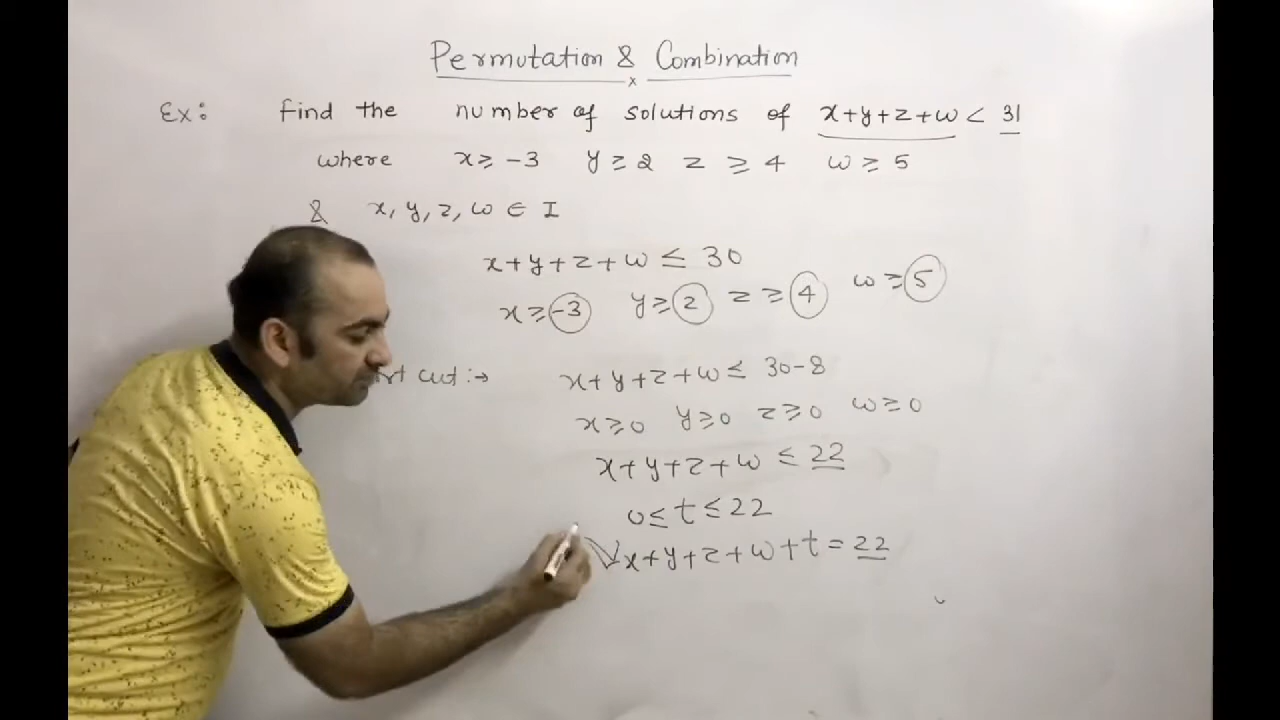 Permutation & Combination
x
Ex: Find the number of solutions of x+y+z+w < 31
where x ≥ -3 y ≥ 2 z ≥ 4 w ≥ 5
& x, y, z, w ∈ I
x+y+z+w ≤ 30
x ≥ -3 y ≥ 2 z ≥ 4 w ≥ 5
cut :→ x+y+z+w ≤ 30-8
x ≥ 0 y ≥ 0 z ≥ 0 w ≥ 0
x+y+z+w ≤ 22
0 ≤ t ≤ 22
x+y+z+w+t = 22